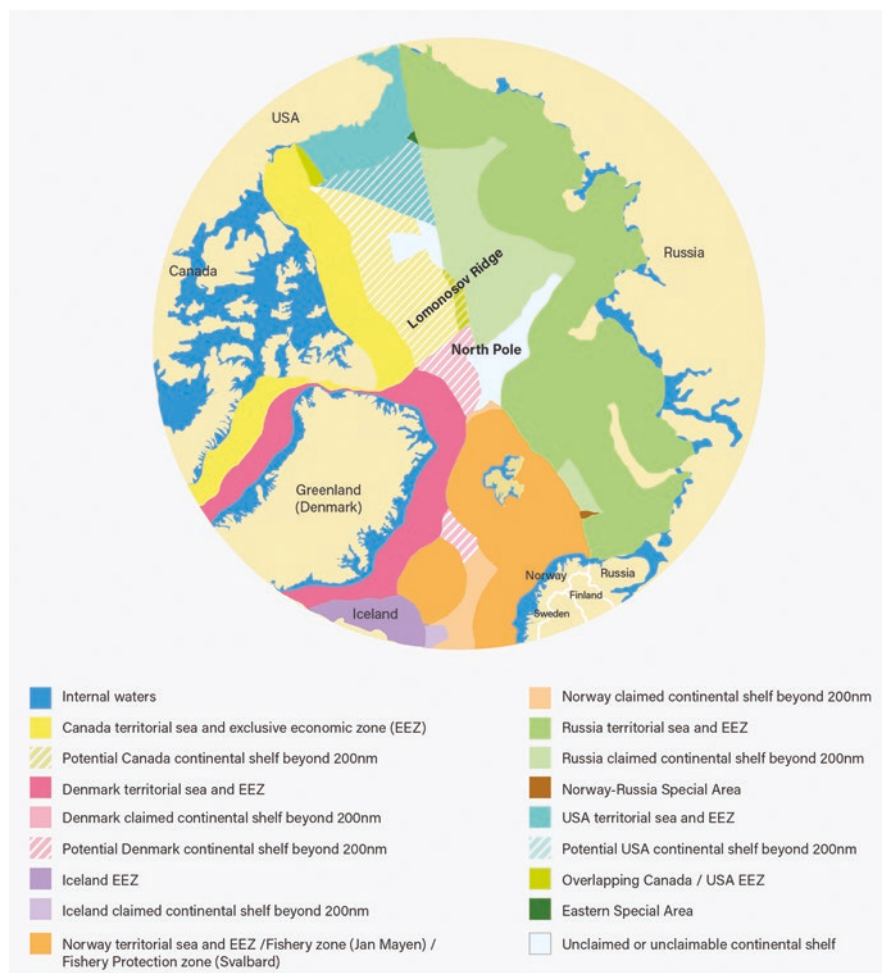 USA
Canada
Russia
Lomonosov Ridge
North Pole
Greenland
(Denmark)
Iceland
Norway
Russia
Finland
Sweden
Internal waters
Canada territorial sea and exclusive economic zone (EEZ)
Potential Canada continental shelf beyond 200nm
Denmark territorial sea and EEZ
Denmark claimed continental shelf beyond 200nm
Potential Denmark continental shelf beyond 200nm
Iceland EEZ
Iceland claimed continental shelf beyond 200nm
Norway territorial sea and EEZ /Fishery zone (Jan Mayen) /
Fishery Protection zone (Svalbard)
Norway claimed continental shelf beyond 200nm
Russia territorial sea and EEZ
Russia claimed continental shelf beyond 200nm
Norway-Russia Special Area
USA territorial sea and EEZ
Potential USA continental shelf beyond 200nm
Overlapping Canada / USA EEZ
Eastern Special Area
Unclaimed or unclaimable continental shelf